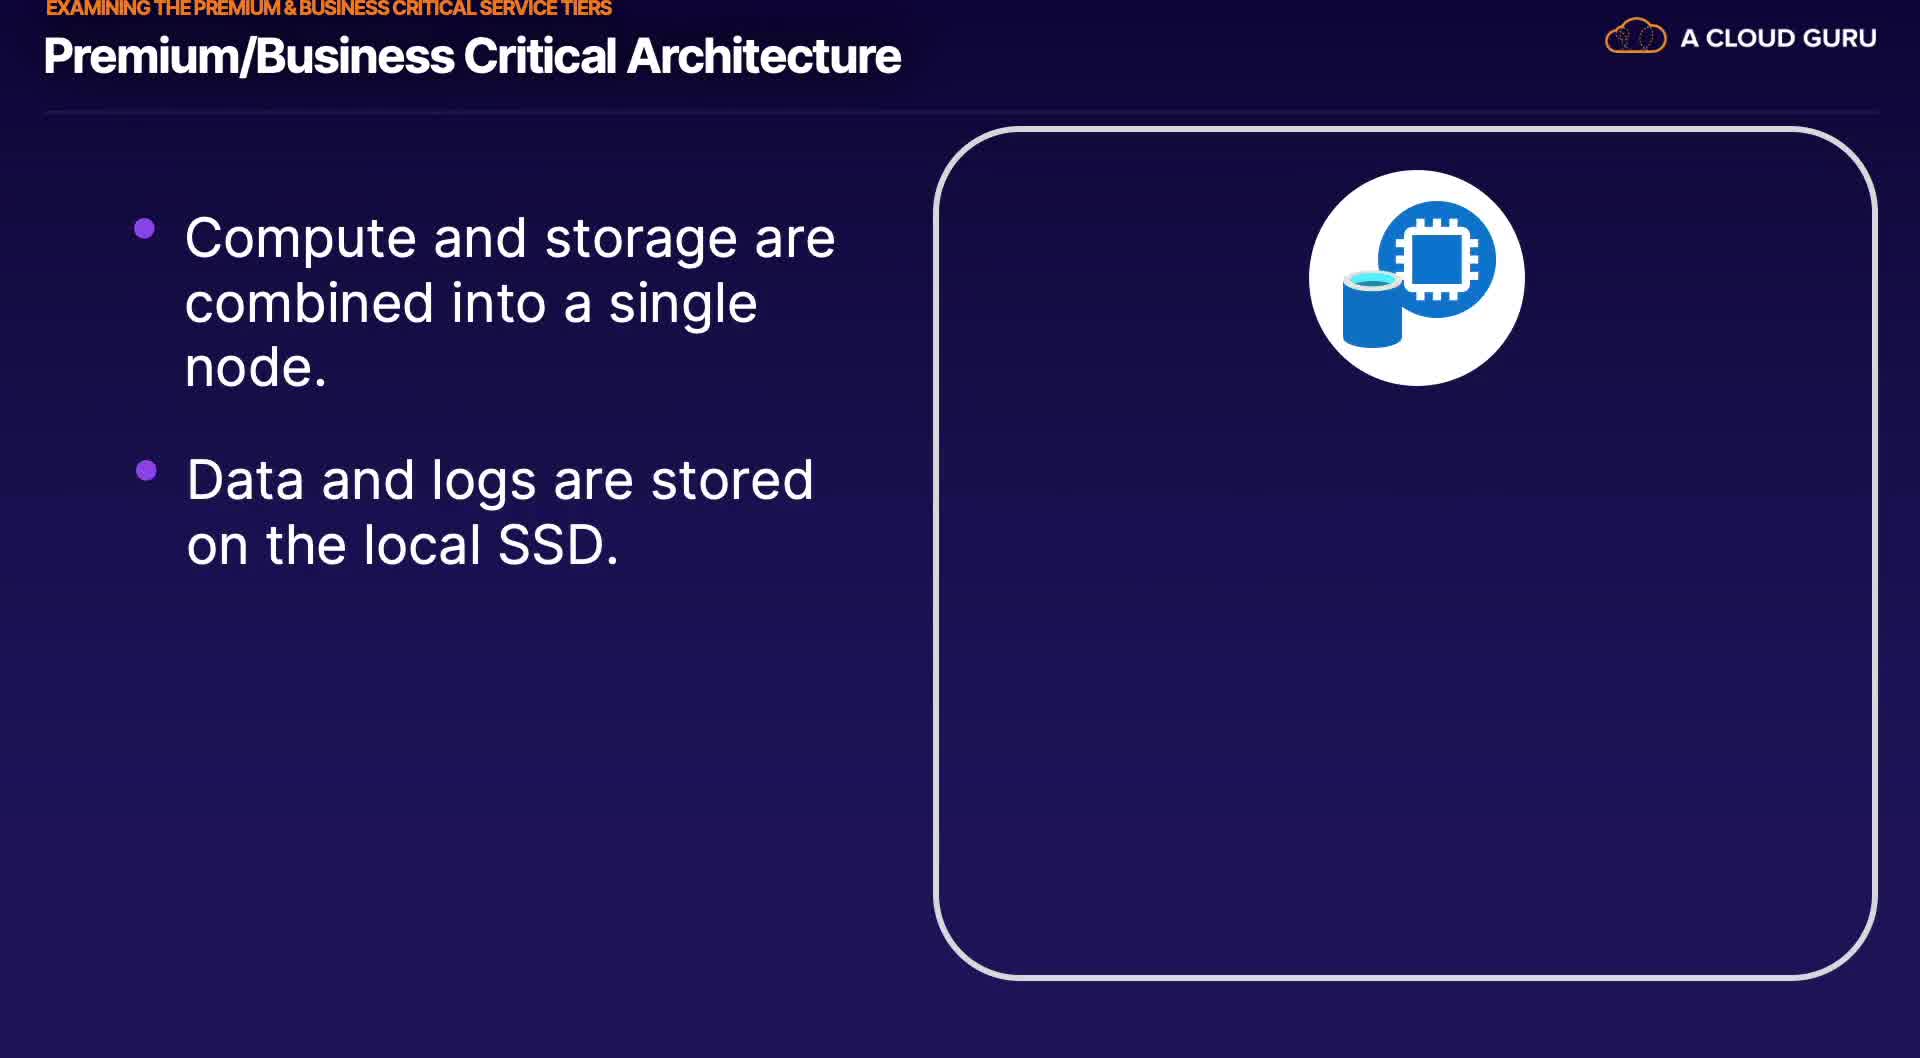 EXAMINING THE PREMIUM & BUSINESS CRITICAL SERVICE TIERS
Premium/Business Critical Architecture
A CLOUD GURU
Compute and storage are
combined into a single
node.
Data and logs are stored
on the local SSD.